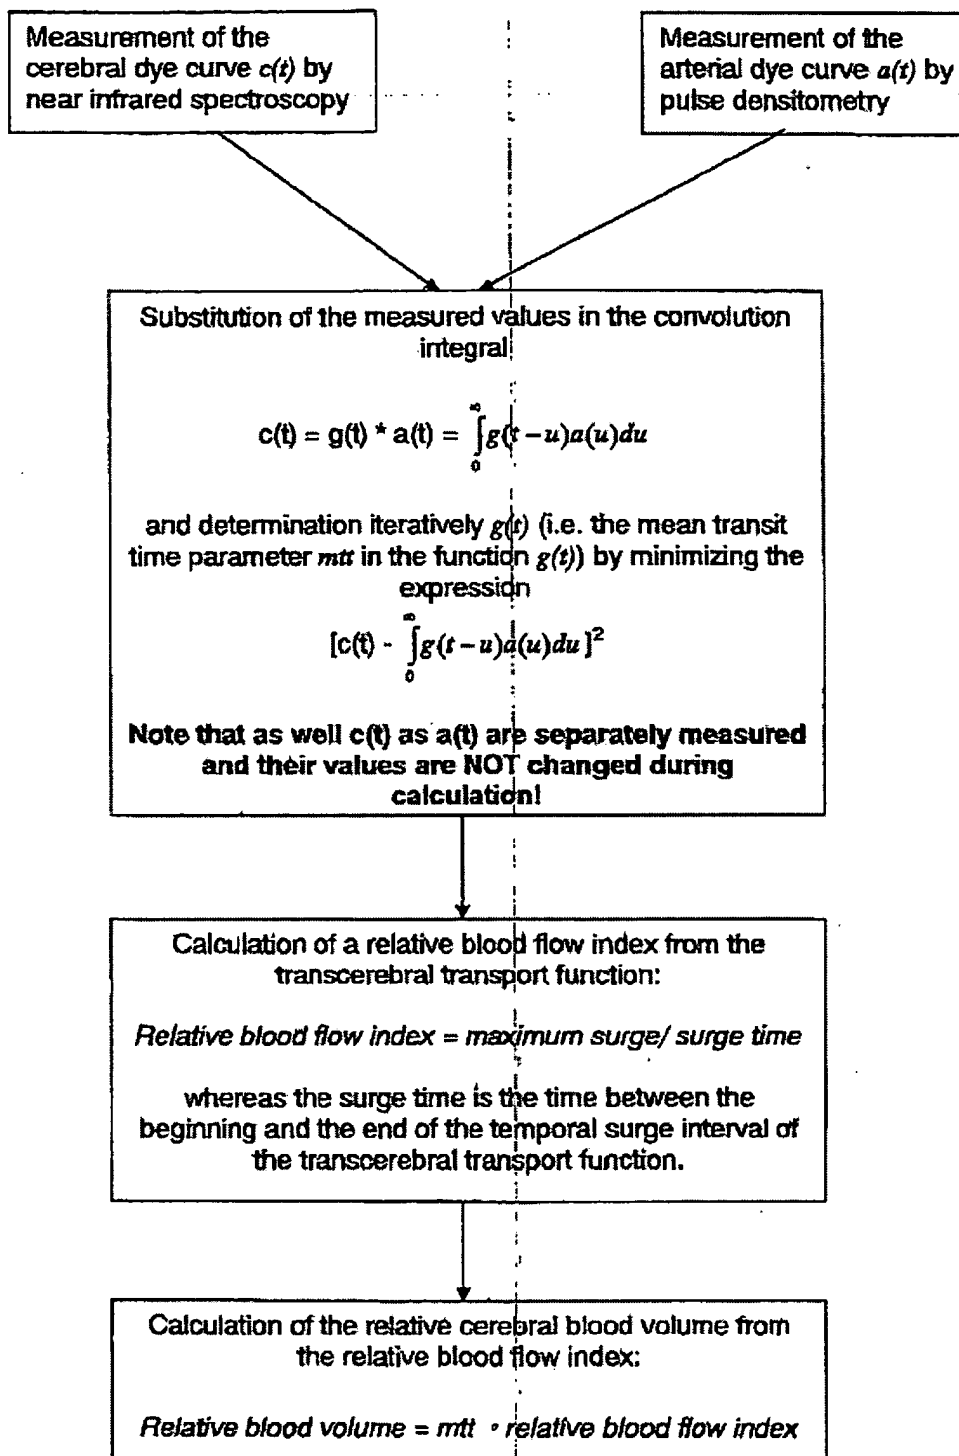 Measurement of the
cerebral dye curve c(t) by
near infrared spectroscopy
Measurement of the
arterial dye curve a(t) by
pulse densitometry
Substitution of the measured values in the convolution
integral
c(t) = g(t) * a(t) = ∫₀^∞ g(t − u)a(u)du
and determination iteratively g(t) (i.e. the mean transit
time parameter mtt in the function g(t)) by minimizing the
expression
[c(t) - ∫₀^∞ g(t − u)a(u)du ]²
Note that as well c(t) as a(t) are separately measured
and their values are NOT changed during
calculation!
Calculation of a relative blood flow index from the
transcerebral transport function:
Relative blood flow index = maximum surge/ surge time
whereas the surge time is the time between the
beginning and the end of the temporal surge interval of
the transcerebral transport function.
Calculation of the relative cerebral blood volume from
the relative blood flow index:
Relative blood volume = mtt • relative blood flow index